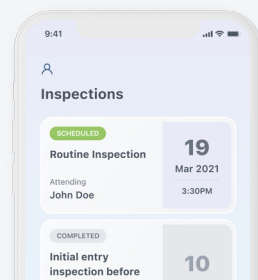 9:41
Inspections
SCHEDULED
Routine Inspection
Attending
John Doe
19
Mar 2021
3:30PM
COMPLETED
Initial entry
inspection before
10